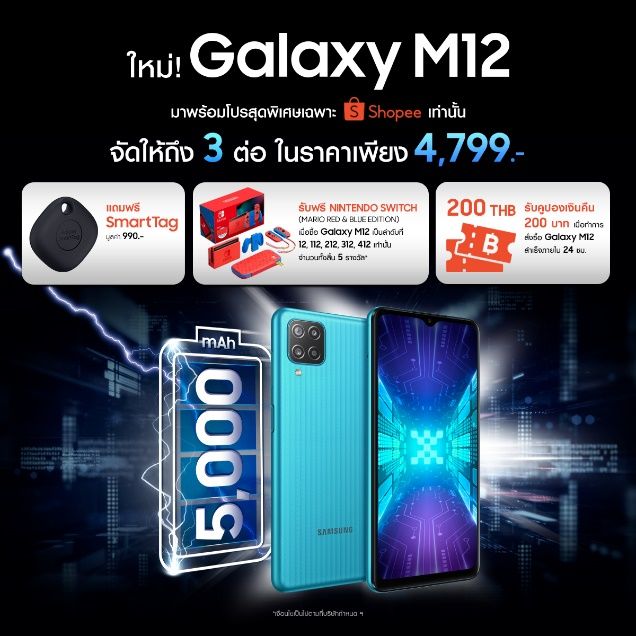 ใหม่! Galaxy M12
มาพร้อมโปรสุดพิเศษเฉพาะ S Shopee เท่านั้น
จัดให้ถึง 3 ต่อ ในราคาเพียง 4,799.-
แถมฟรี
SmartTag
มูลค่า 990.-
รับฟรี NINTENDO SWITCH
(MARIO RED & BLUE EDITION)
เมื่อซื้อ Galaxy M12 เป็นลำดับที่
12, 112, 212, 312, 412 เท่านั้น
จำนวนทั้งสิ้น 5 รางวัล*
200 THB
รับคูปองเงินคืน
200 บาท เมื่อทำการ
สั่งซื้อ Galaxy M12
สำเร็จภายใน 24 ชม.
mAh
5,000
SAMSUNG
*เงื่อนไขเป็นไปตามที่บริษัทกำหนด ฯ